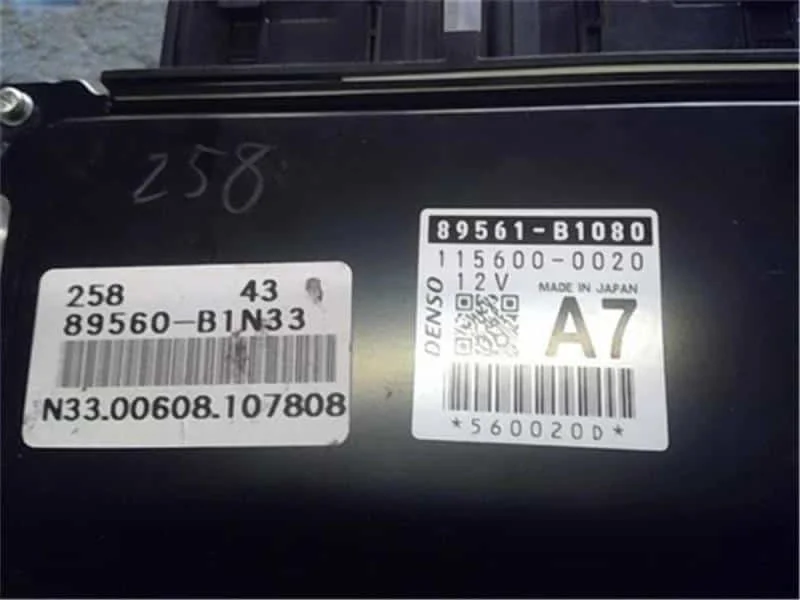 258
258 43
89560-B1N33
N33.00608.107808
89561-B1080
115600-0020
12V MADE IN JAPAN
DENSO
A7
*560020D*